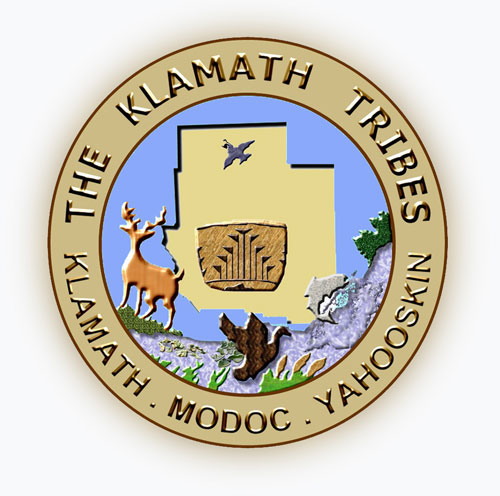 THE KLAMATH TRIBES
KLAMATH . MODOC . YAHOOSKIN